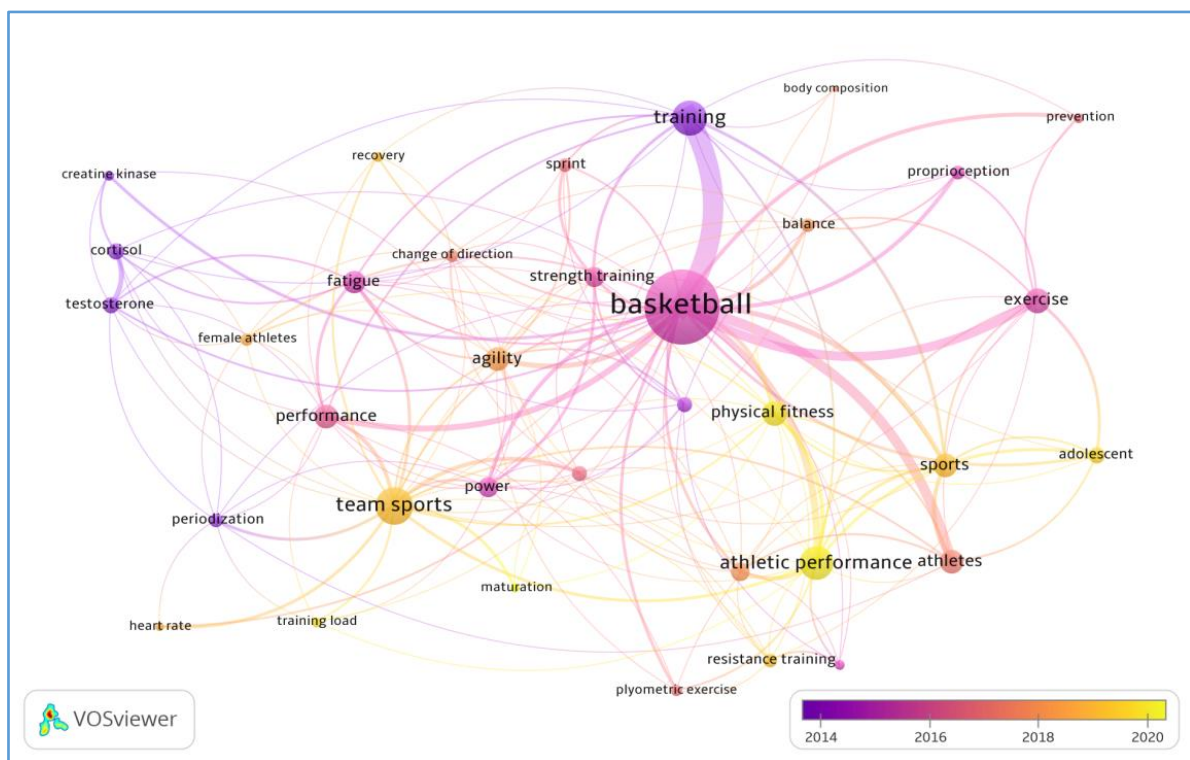 body composition
training
prevention
recovery
sprint
creatine kinase
proprioception
balance
cortisol
change of direction
fatigue
strength training
testosterone
basketball
exercise
female athletes
agility
performance
physical fitness
adolescent
sports
power
team sports
periodization
athletic performance
athletes
maturation
training load
heart rate
resistance training
plyometric exercise
VOSviewer
2014 2016 2018 2020